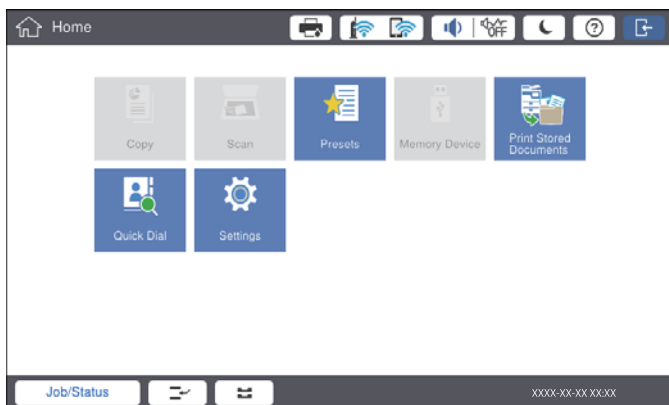 Home
OFF
?
Copy
Scan
Presets
Memory Device
Print Stored
Documents
Quick Dial
Settings
Job/Status
XXXX-XX-XX XX:XX